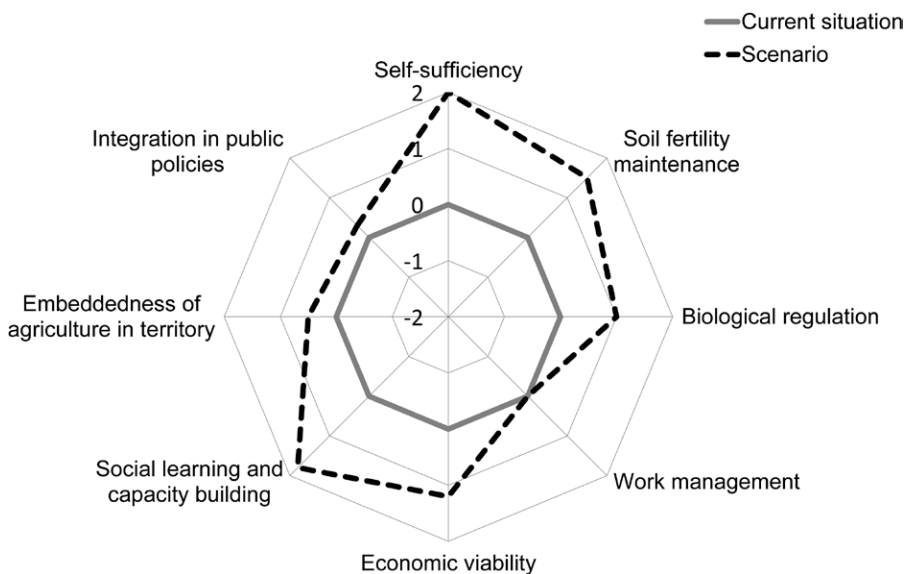 Current situation
Scenario
Self-sufficiency
2
Integration in public
policies
Soil fertility
maintenance
1
0
-1
Embeddedness of
agriculture in territory
-2
Biological regulation
Social learning and
capacity building
Work management
Economic viability